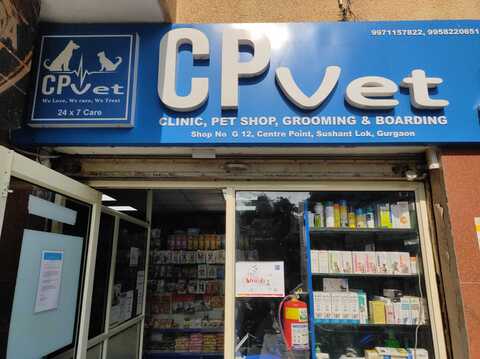 CPVet
We Love, We care, We Treat
24 x 7 Care
9971157822, 9958220651
CPVet
CLINIC, PET SHOP, GROOMING & BOARDING
Shop No G 12, Centre Point, Sushant Lok, Gurgaon